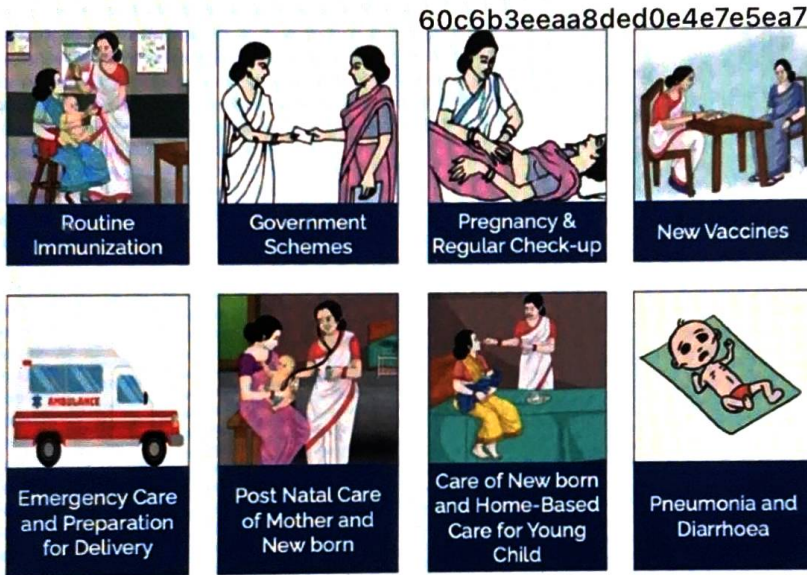 60c6b3eeaa8ded0e4e7e5ea7
Routine
Immunization
Government
Schemes
Pregnancy &
Regular Check-up
New Vaccines
AMBULANCE
Emergency Care
and Preparation
for Delivery
Post Natal Care
of Mother and
New born
Care of New born
and Home-Based
Care for Young
Child
Pneumonia and
Diarrhoea